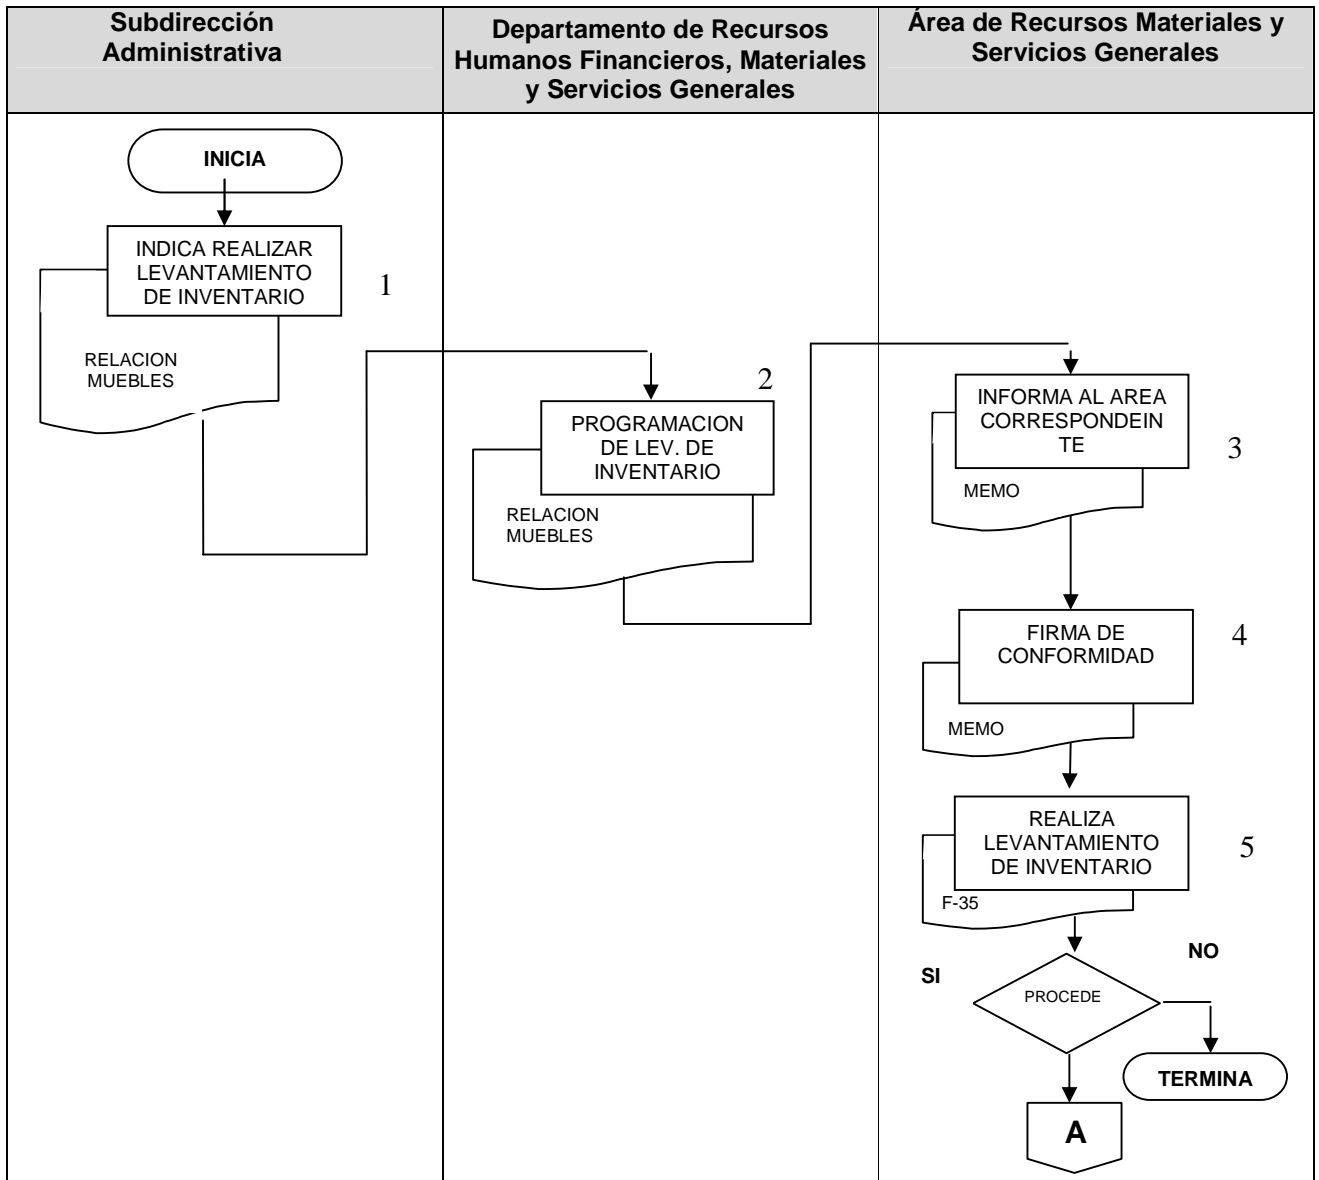 Subdirección
Administrativa
Departamento de Recursos
Humanos Financieros, Materiales
y Servicios Generales
Área de Recursos Materiales y
Servicios Generales
INICIA
INDICA REALIZAR
LEVANTAMIENTO
DE INVENTARIO
1
RELACION
MUEBLES
2
PROGRAMACION
DE LEV. DE
INVENTARIO
RELACION
MUEBLES
INFORMA AL AREA
CORRESPONDEIN
TE
3
MEMO
FIRMA DE
CONFORMIDAD
4
MEMO
REALIZA
LEVANTAMIENTO
DE INVENTARIO
5
F-35
NO
SI
PROCEDE
TERMINA
A